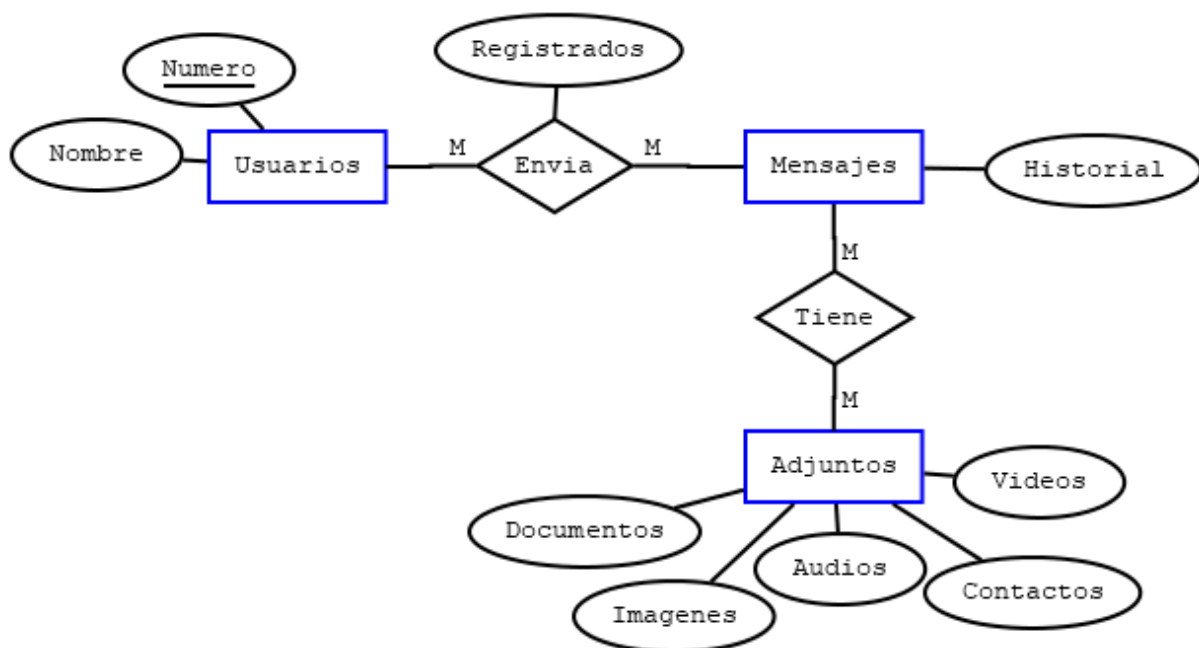 Registrados
Numero
Nombre
Usuarios
M
Envia
M
Mensajes
Historial
M
Tiene
M
Adjuntos
Videos
Documentos
Audios
Contactos
Imagenes